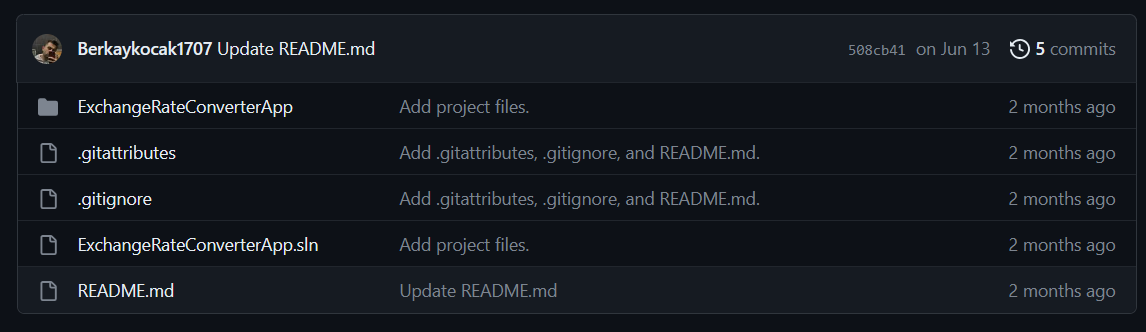 Berkaykocak1707 Update README.md 508cb41 on Jun 13 5 commits
ExchangeRateConverterApp Add project files. 2 months ago
.gitattributes Add .gitattributes, .gitignore, and README.md. 2 months ago
.gitignore Add .gitattributes, .gitignore, and README.md. 2 months ago
ExchangeRateConverterApp.sln Add project files. 2 months ago
README.md Update README.md 2 months ago